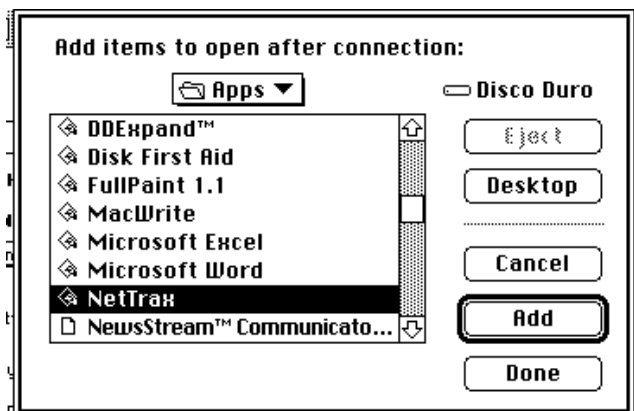 Add items to open after connection:
Apps
Disco Duro
DDExpand™
Disk First Aid
FullPaint 1.1
MacWrite
Microsoft Excel
Microsoft Word
NetTrax
NewsStream™ Communicato...
Eject
Desktop
Cancel
Add
Done